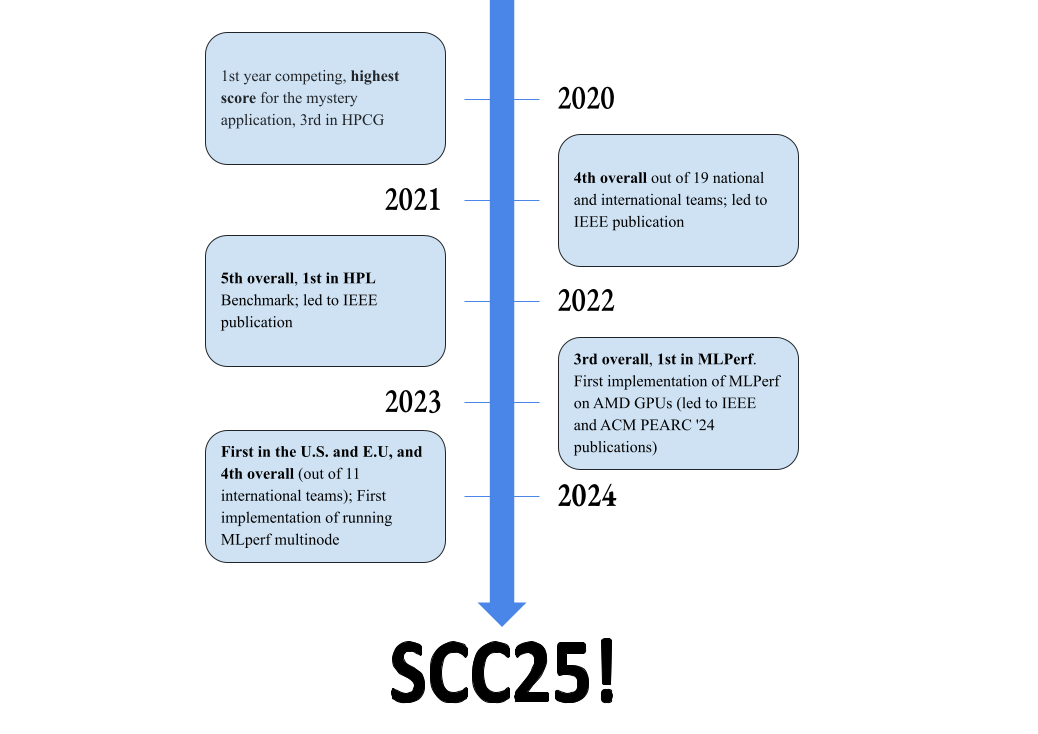 1st year competing, highest
score for the mystery
application, 3rd in HPCG
2020
2021
4th overall out of 19 national
and international teams; led to
IEEE publication
5th overall, 1st in HPL
Benchmark; led to IEEE
publication
2022
2023
3rd overall, 1st in MLPerf.
First implementation of MLPerf
on AMD GPUs (led to IEEE
and ACM PEARC '24
publications)
First in the U.S. and E.U, and
4th overall (out of 11
international teams); First
implementation of running
MLperf multinode
2024
SCC25!